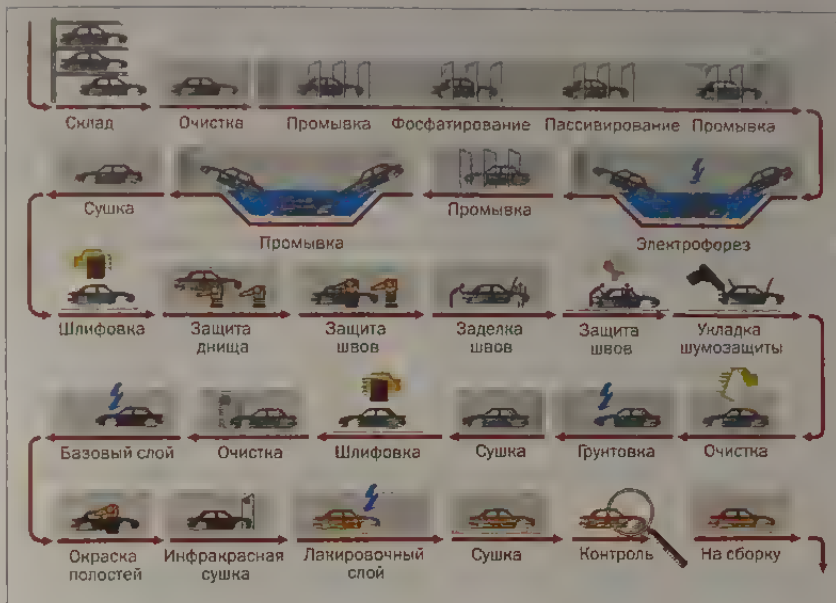 Склад Очистка Промывка Фосфатирование Пассивирование Промывка
Сушка Промывка Промывка Электрофорез
Шлифовка Защита днища Защита швов Заделка швов Защита швов Укладка шумозащиты
Базовый слой Очистка Шлифовка Сушка Грунтовка Очистка
Окраска полостей Инфракрасная сушка Лакировочный слой Сушка Контроль На сборку